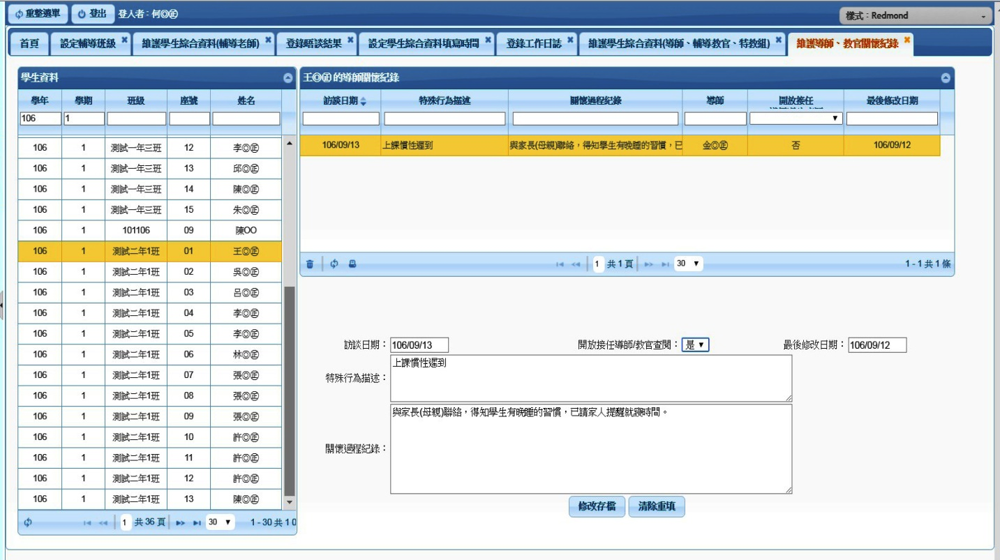 重整選單 登出 登入者：何◎㊣ 樣式：Redmond
首頁 設定輔導班級 維護學生綜合資料(輔導老師) 登錄晤談結果 設定學生綜合資料填寫時間 登錄工作日誌 維護學生綜合資料(導師、輔導教官、特教組) 維護導師、教官關懷紀錄
學生資料
學年 學期 班級 座號 姓名
106 1
106 1 測試一年三班 12 李◎㊣
106 1 測試一年三班 13 邱◎㊣
106 1 測試一年三班 14 陳◎㊣
106 1 測試一年三班 15 朱◎㊣
106 1 101106 09 陳OO
106 1 測試二年1班 01 王◎㊣
106 1 測試二年1班 02 吳◎㊣
106 1 測試二年1班 03 呂◎㊣
106 1 測試二年1班 04 李◎㊣
106 1 測試二年1班 05 李◎㊣
106 1 測試二年1班 06 林◎㊣
106 1 測試二年1班 07 張◎㊣
106 1 測試二年1班 08 張◎㊣
106 1 測試二年1班 09 張◎㊣
106 1 測試二年1班 10 許◎㊣
106 1 測試二年1班 11 許◎㊣
106 1 測試二年1班 12 許◎㊣
106 1 測試二年1班 13 陳◎㊣
1 共 36 頁 30 1 - 30 共 1 0
王◎㊣ 的導師關懷紀錄
訪談日期 特殊行為描述 關懷過程紀錄 導師 開放接任 最後修改日期
106/09/13 上課慣性遲到 與家長(母親)聯絡，得知學生有晚睡的習慣，已 金◎㊣ 否 106/09/12
1 共 1 頁 30 1 - 1 共 1 條
訪談日期： 106/09/13 開放接任導師/教官查閱： 是 最後修改日期： 106/09/12
特殊行為描述： 上課慣性遲到
關懷過程紀錄： 與家長(母親)聯絡，得知學生有晚睡的習慣，已請家人提醒就寢時間。
修改存檔 清除重填